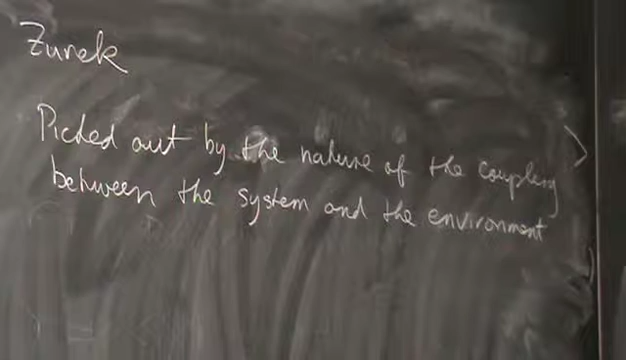 Zurek
Picked out by the nature of the coupling
between the system and the environment